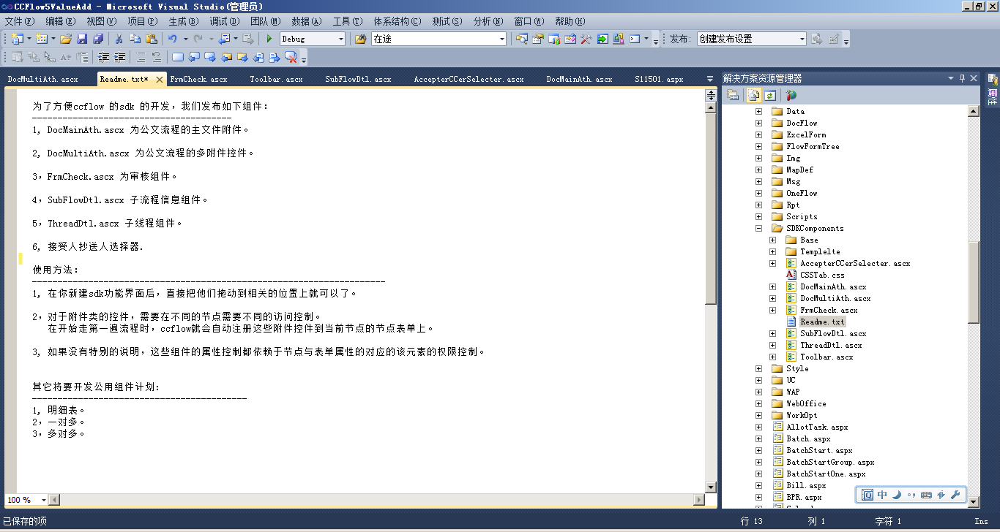 CCFlow5ValueAdd - Microsoft Visual Studio(管理员)
文件(F) 编辑(E) 视图(V) 项目(P) 生成(B) 调试(D) 团队(M) 数据(A) 工具(T) 体系结构(C) 测试(S) 分析(N) 窗口(W) 帮助(H)
Debug 在途 发布: 创建发布设置
DocMultiAth.ascx Readme.txt* FrmCheck.ascx Toolbar.ascx SubFlowDtl.ascx AccepterCCerSelecter.ascx DocMainAth.ascx S11501.aspx
为了方便ccflow 的sdk 的开发，我们发布如下组件:
---------------------------------------
1, DocMainAth.ascx 为公文流程的主文件附件。
2, DocMultiAth.ascx 为公文流程的多附件控件。
3，FrmCheck.ascx 为审核组件。
4，SubFlowDtl.ascx 子流程信息组件。
5，ThreadDtl.ascx 子线程组件。
6, 接受人抄送人选择器.
使用方法:
---------------------------------------------------------------------
1, 在你新建sdk功能界面后，直接把他们拖动到相关的位置上就可以了。
2，对于附件类的控件，需要在不同的节点需要不同的访问控制。
在开始走第一遍流程时，ccflow就会自动注册这些附件控件到当前节点的节点表单上。
3, 如果没有特别的说明，这些组件的属性控制都依赖于节点与表单属性的对应的该元素的权限控制。
其它将要开发公用组件计划:
------------------------------------------
1, 明细表。
2，一对多。
3，多对多。
100 %
解决方案资源管理器
Data
DocFlow
ExcelForm
FlowFormTree
Img
MapDef
Msg
OneFlow
Rpt
Scripts
SDKComponents
Base
Templelte
AccepterCCerSelecter.ascx
CSSTab.css
DocMainAth.ascx
DocMultiAth.ascx
FrmCheck.ascx
Readme.txt
SubFlowDtl.ascx
ThreadDtl.ascx
Toolbar.ascx
Style
UC
WAP
WebOffice
WorkOpt
AllotTask.aspx
Batch.aspx
BatchStart.aspx
BatchStartGroup.aspx
BatchStartOne.aspx
Bill.aspx
BPR.aspx
中
已保存的项 行 13 列 1 字符 1 Ins